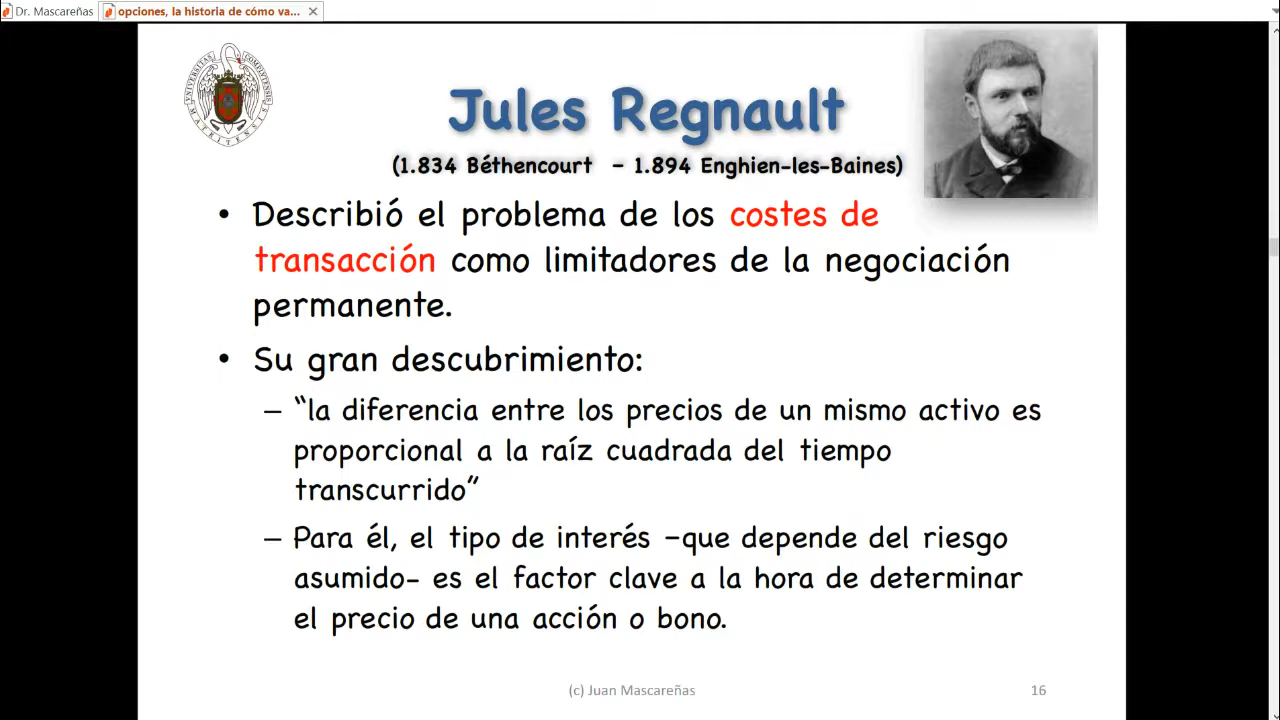 Dr. Mascareñas
opciones, la historia de cómo va...
UNIVERSITAS COMPLUTENSIS
MATRITENSIS
Jules Regnault
(1.834 Béthencourt – 1.894 Enghien-les-Baines)
• Describió el problema de los costes de
transacción como limitadores de la negociación
permanente.
• Su gran descubrimiento:
– “la diferencia entre los precios de un mismo activo es
proporcional a la raíz cuadrada del tiempo
transcurrido”
– Para él, el tipo de interés –que depende del riesgo
asumido- es el factor clave a la hora de determinar
el precio de una acción o bono.
(c) Juan Mascareñas
16